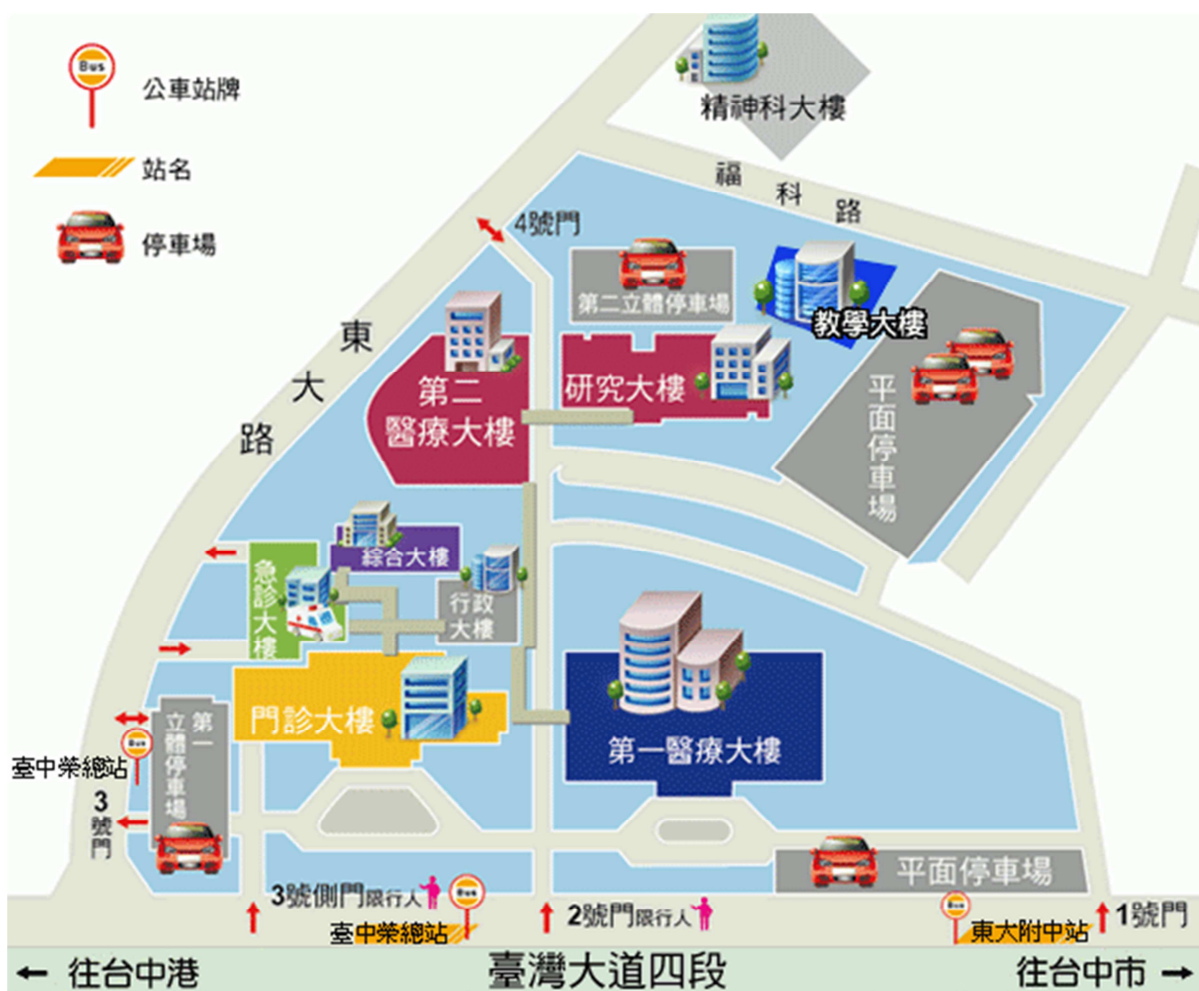 Bus
公車站牌
站名
停車場
精神科大樓
福科路
4號門
第二立體停車場
教學大樓
東大路
第二
醫療大樓
研究大樓
平面停車場
綜合大樓
急診大樓
行政
大樓
門診大樓
第一醫療大樓
第一
立體停車場
Bus
臺中榮總站
3
號
門
平面停車場
3號側門限行人
Bus
臺中榮總站
2號門限行人
Bus
東大附中站
1號門
← 往台中港
臺灣大道四段
往台中市 →